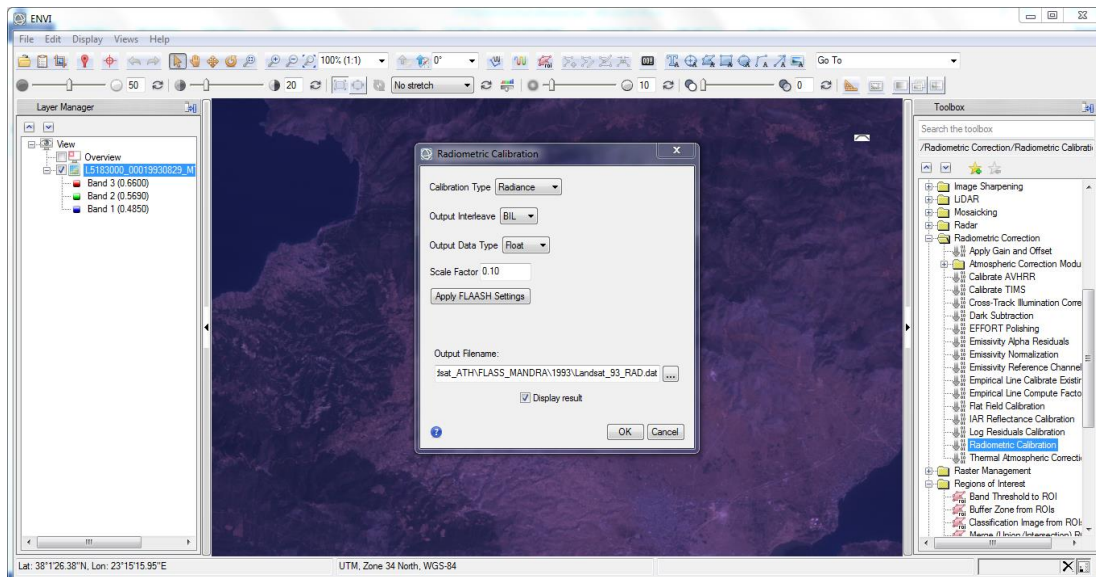 ENVI
File Edit Display Views Help
100% (1:1) 0° Go To
50 20 No stretch 10 0
Layer Manager
View
Overview
L5183000_00019930829_M
Band 3 (0.6600)
Band 2 (0.5690)
Band 1 (0.4850)
Radiometric Calibration
Calibration Type Radiance
Output Interleave BIL
Output Data Type Float
Scale Factor 0.10
Apply FLAASH Settings
Output Filename:
dsat_ATH\FLASS_MANDRA\1993\Landsat_93_RAD.dat ...
Display result
OK Cancel
Toolbox
Search the toolbox
/Radiometric Correction/Radiometric Calibrati
Image Sharpening
LiDAR
Mosaicking
Radar
Radiometric Correction
Apply Gain and Offset
Atmospheric Correction Modu
Calibrate AVHRR
Calibrate TIMS
Cross-Track Illumination Corre
Dark Subtraction
EFFORT Polishing
Emissivity Alpha Residuals
Emissivity Normalization
Emissivity Reference Channel
Empirical Line Calibrate Existir
Empirical Line Compute Facto
Flat Field Calibration
IAR Reflectance Calibration
Log Residuals Calibration
Radiometric Calibration
Thermal Atmospheric Correcti
Raster Management
Regions of Interest
Band Threshold to ROI
Buffer Zone from ROIs
Classification Image from ROIs
Merge (Union/Intersection) R
Lat: 38°1'26.38"N, Lon: 23°15'15.95"E UTM, Zone 34 North, WGS-84